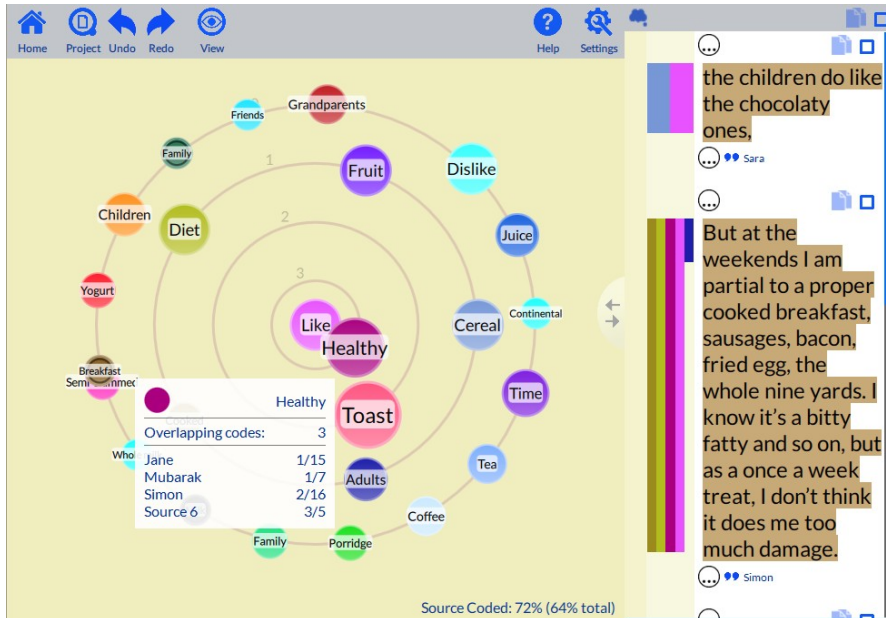 Home Project Undo Redo View Help Settings
Grandparents
Friends
Family
1
Fruit
Dislike
Children
Diet
2
Juice
3
Yogurt
Like
Cereal
Continental
Healthy
Breakfast
Time
Toast
Healthy
Overlapping codes: 3
Jane 1/15
Mubarak 1/7
Simon 2/16
Source 6 3/5
Cooked
Tea
Adults
Coffee
Family
Porridge
Source Coded: 72% (64% total)
the children do like
the chocolaty
ones,
Sara
But at the
weekends I am
partial to a proper
cooked breakfast,
sausages, bacon,
fried egg, the
whole nine yards. I
know it’s a bitty
fatty and so on, but
as a once a week
treat, I don’t think
it does me too
much damage.
Simon